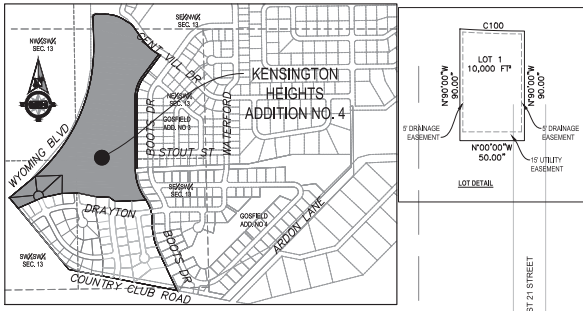 SE¼NW¼
SEC. 13
NW¼SW¼
SEC. 13
CENT VILL DR
KENSINGTON
HEIGHTS
ADDITION NO. 4
NE¼SW¼
SEC. 13
GOSFIELD
ADD. NO 3
BOOTS DR
WATERFORD
STOUT ST
WYOMING BLVD
SE¼SW¼
SEC. 13
DRAYTON
GOSFIELD
ADD. NO 4
ARDON LANE
BOOTS DR
SW¼SW¼
SEC. 13
COUNTRY CLUB ROAD
C100
LOT 1
10,000 FT²
N°90'00"W
90.00"
N°90'00"W
90.00"
5' DRAINAGE
EASEMENT
5' DRAINAGE
EASEMENT
N°00'00"W
50.00"
15' UTILITY
EASEMENT
LOT DETAIL
ST 21 STREET